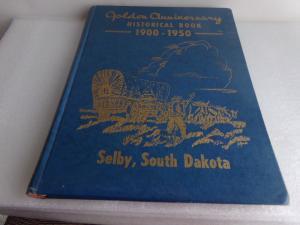 Golden Anniversary
HISTORICAL BOOK
1900 - 1950
Selby, South Dakota